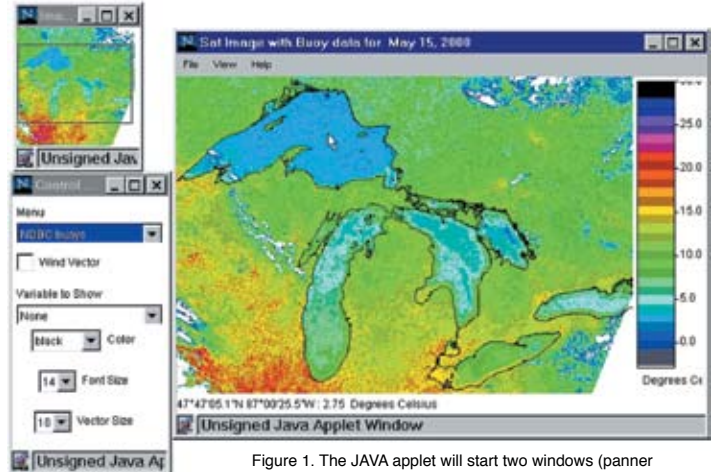 Ima...
Unsigned Jav
Sat Image with Buoy data for May 15, 2000
File View Help
25.0
20.0
15.0
10.0
5.0
0.0
Degrees Ce
47°47'05.1"N 87°00'25.5"W : 2.75 Degrees Celsius
Unsigned Java Applet Window
Control
Menu
NDBC buoys
Wind Vector
Variable to Show
None
black Color
14 Font Size
10 Vector Size
Unsigned Java Ap
Figure 1. The JAVA applet will start two windows (panner